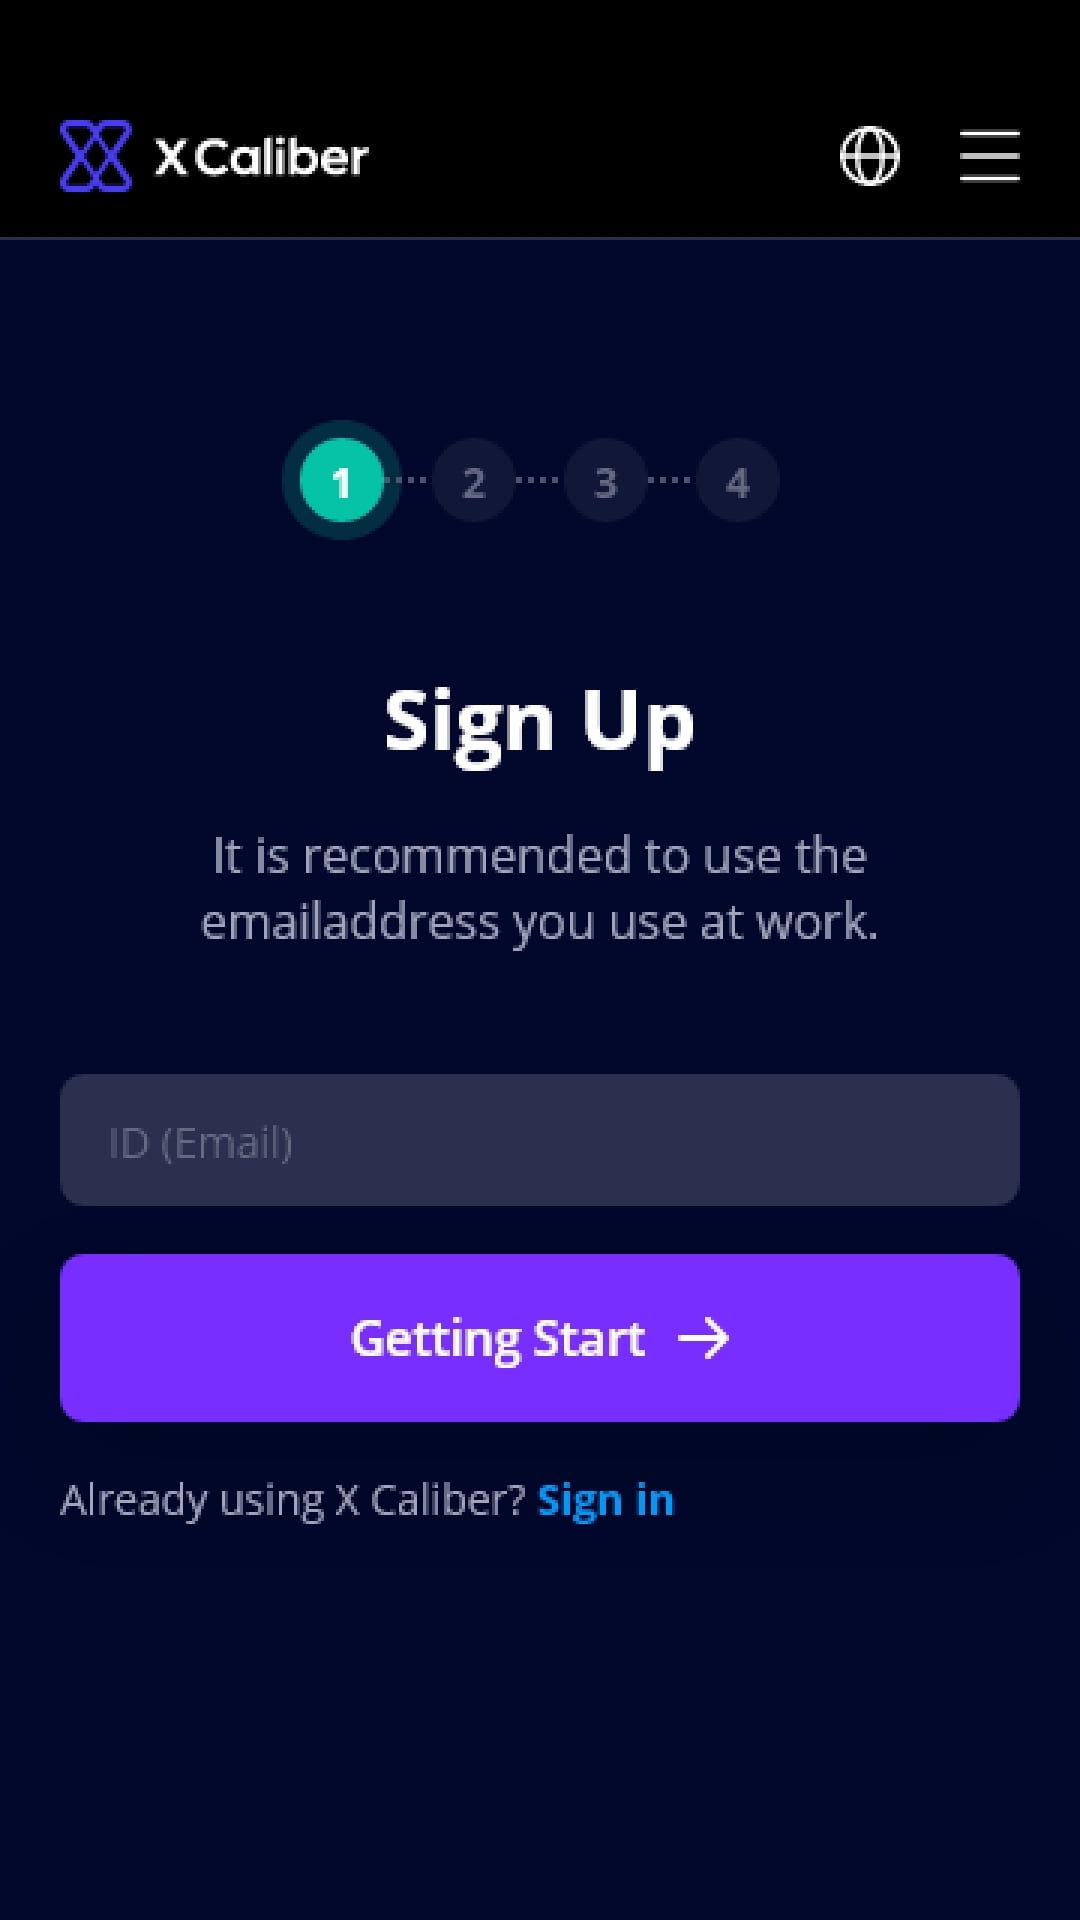 X Caliber
1 2 3 4
Sign Up
It is recommended to use the
emailaddress you use at work.
ID (Email)
Getting Start
Already using X Caliber? Sign in